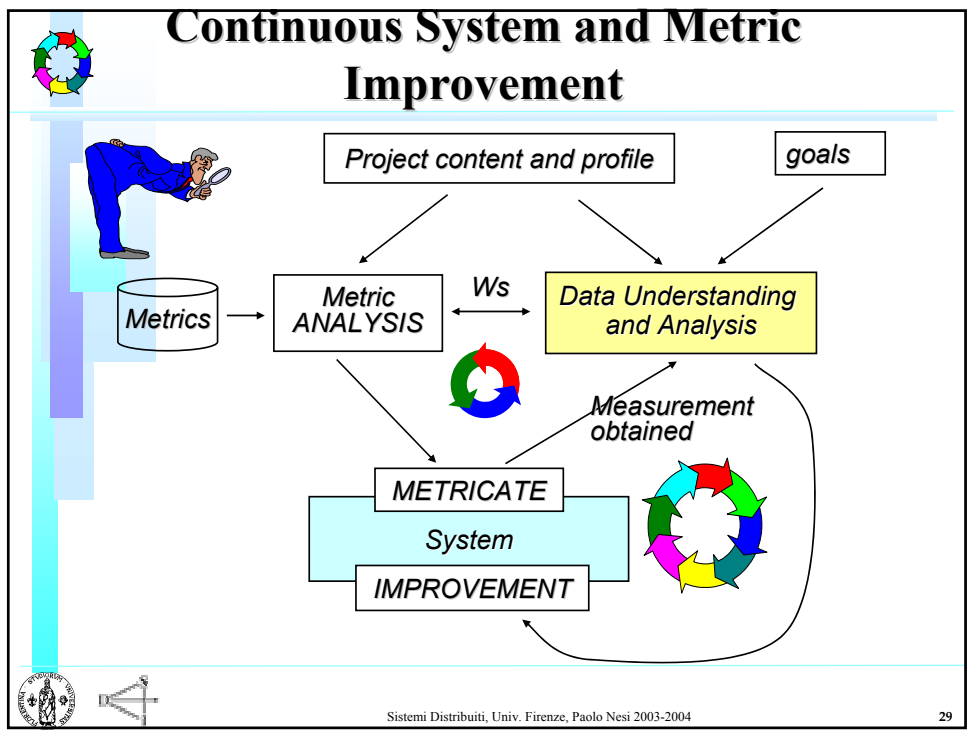 Continuous System and Metric
Improvement
Project content and profile
goals
Metrics
Metric
ANALYSIS
Ws
Data Understanding
and Analysis
Measurement
obtained
METRICATE
System
IMPROVEMENT
Sistemi Distribuiti, Univ. Firenze, Paolo Nesi 2003-2004
29